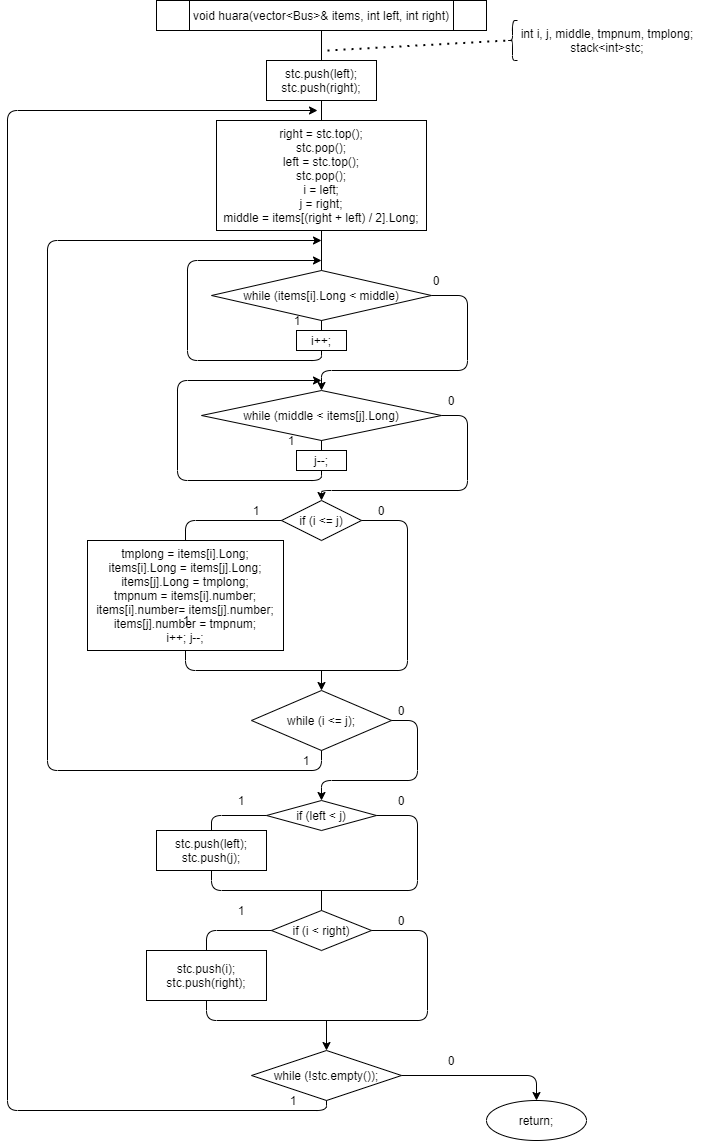 void huara(vector<Bus>& items, int left, int right)
int i, j, middle, tmpnum, tmplong;
stack<int>stc;
stc.push(left);
stc.push(right);
right = stc.top();
stc.pop();
left = stc.top();
stc.pop();
i = left;
j = right;
middle = items[(right + left) / 2].Long;
while (items[i].Long < middle)
0
1
i++;
while (middle < items[j].Long)
0
1
j--;
if (i <= j)
1
0
tmplong = items[i].Long;
items[i].Long = items[j].Long;
items[j].Long = tmplong;
tmpnum = items[i].number;
items[i].number= items[j].number;
1
items[j].number = tmpnum;
i++; j--;
while (i <= j);
0
1
if (left < j)
1
0
stc.push(left);
stc.push(j);
if (i < right)
1
0
stc.push(i);
stc.push(right);
while (!stc.empty());
0
1
return;